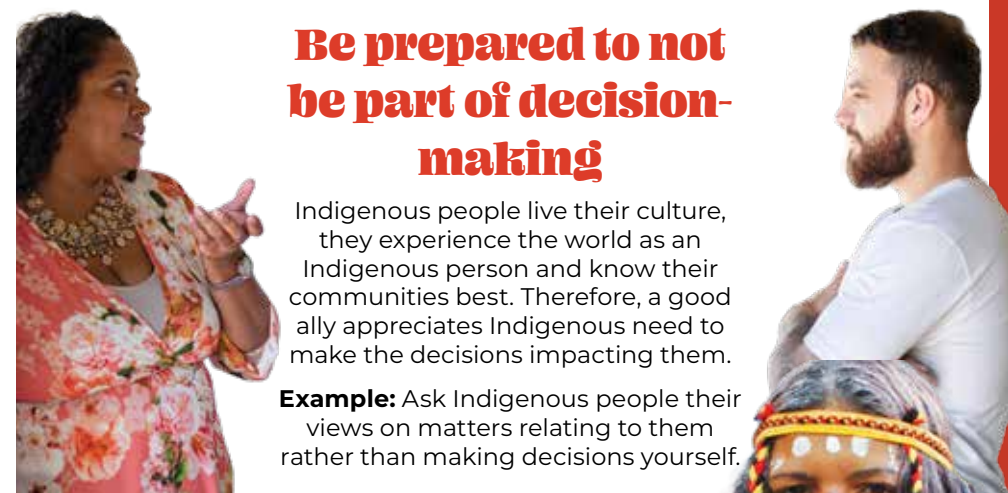 Be prepared to not
be part of decision-
making
Indigenous people live their culture,
they experience the world as an
Indigenous person and know their
communities best. Therefore, a good
ally appreciates Indigenous need to
make the decisions impacting them.
Example: Ask Indigenous people their
views on matters relating to them
rather than making decisions yourself.